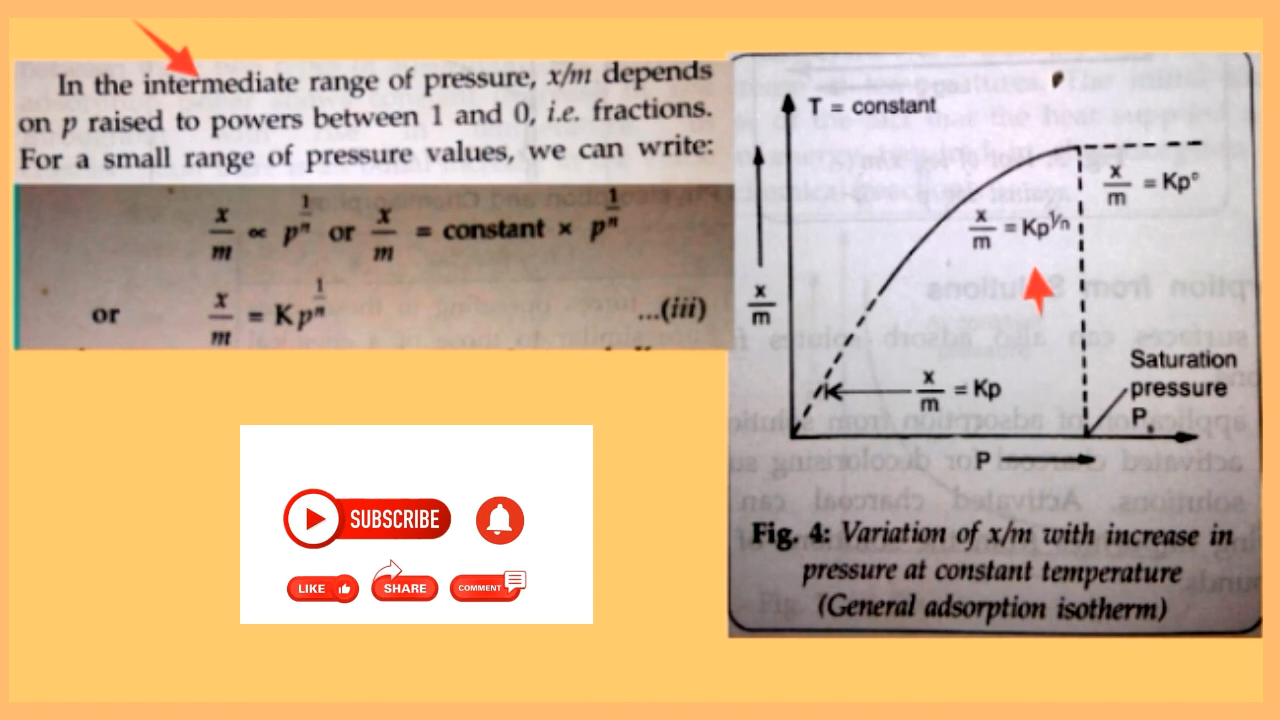 In the intermediate range of pressure, x/m depends
on p raised to powers between 1 and 0, i.e. fractions.
For a small range of pressure values, we can write:
x/m ∝ p^1/n or x/m = constant × p^1/n
or x/m = Kp^1/n ...(iii)
SUBSCRIBE
LIKE SHARE COMMENT
T = constant
x/m = Kp°
x/m = Kp^1/n
x/m
x/m = Kp
Saturation
pressure
Pₛ
P
Fig. 4: Variation of x/m with increase in
pressure at constant temperature
(General adsorption isotherm)